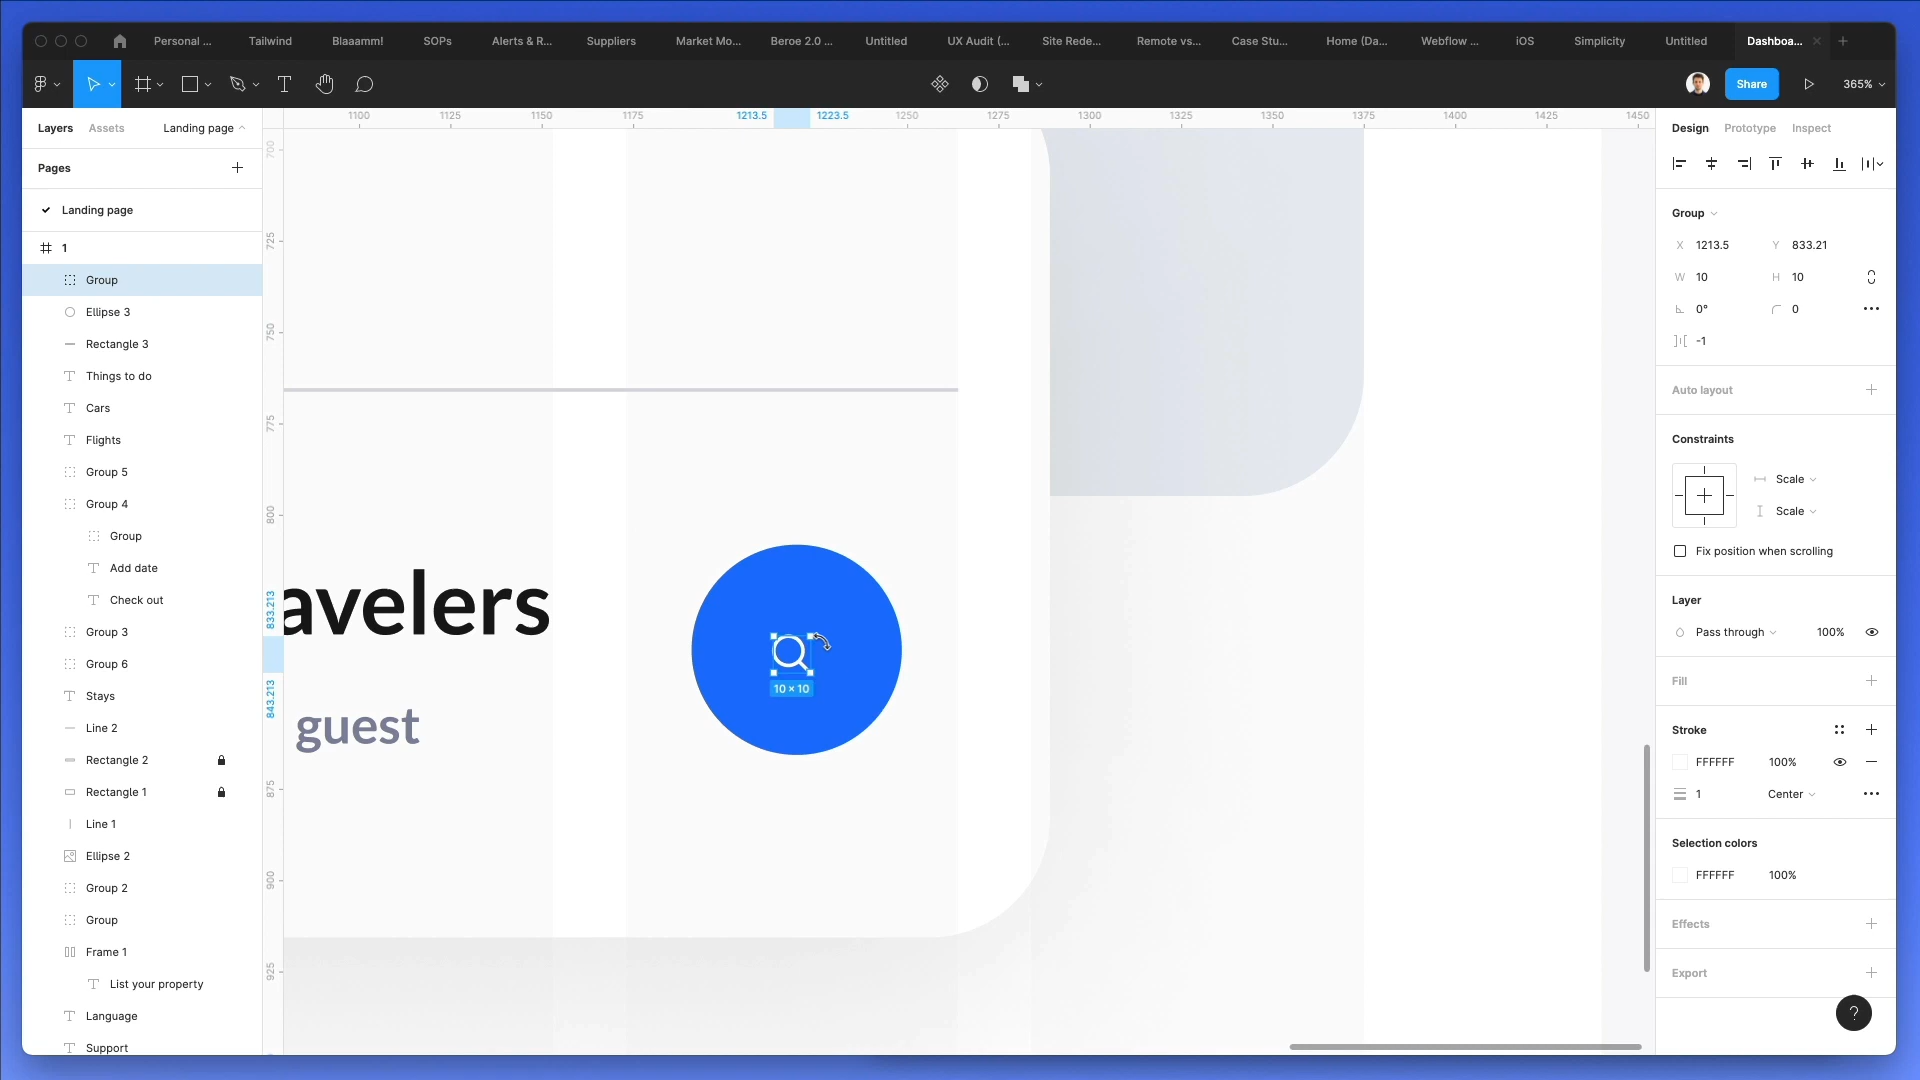 Personal ...
Tailwind
Blaaamm!
SOPs
Alerts & R...
Suppliers
Market Mo...
Beroe 2.0 ...
Untitled
UX Audit (...
Site Rede...
Remote vs...
Case Stu...
Home (Da...
Webflow ...
iOS
Simplicity
Untitled
Dashboa...
Share
365%
Layers
Assets
Landing page
Pages
Landing page
1
Group
Ellipse 3
Rectangle 3
Things to do
Cars
Flights
Group 5
Group 4
Group
Add date
Check out
Group 3
Group 6
Stays
Line 2
Rectangle 2
Rectangle 1
Line 1
Ellipse 2
Group 2
Group
Frame 1
List your property
Language
Support
1100
1125
1150
1175
1213.5
1223.5
1250
1275
1300
1325
1350
1375
1400
1425
1450
700
725
750
775
800
833.213
843.213
875
900
925
avelers
guest
10 × 10
Design
Prototype
Inspect
Group
X 1213.5
Y 833.21
W 10
H 10
0°
0
-1
Auto layout
Constraints
Scale
Scale
Fix position when scrolling
Layer
Pass through
100%
Fill
Stroke
FFFFFF 100%
1
Center
Selection colors
FFFFFF 100%
Effects
Export
?